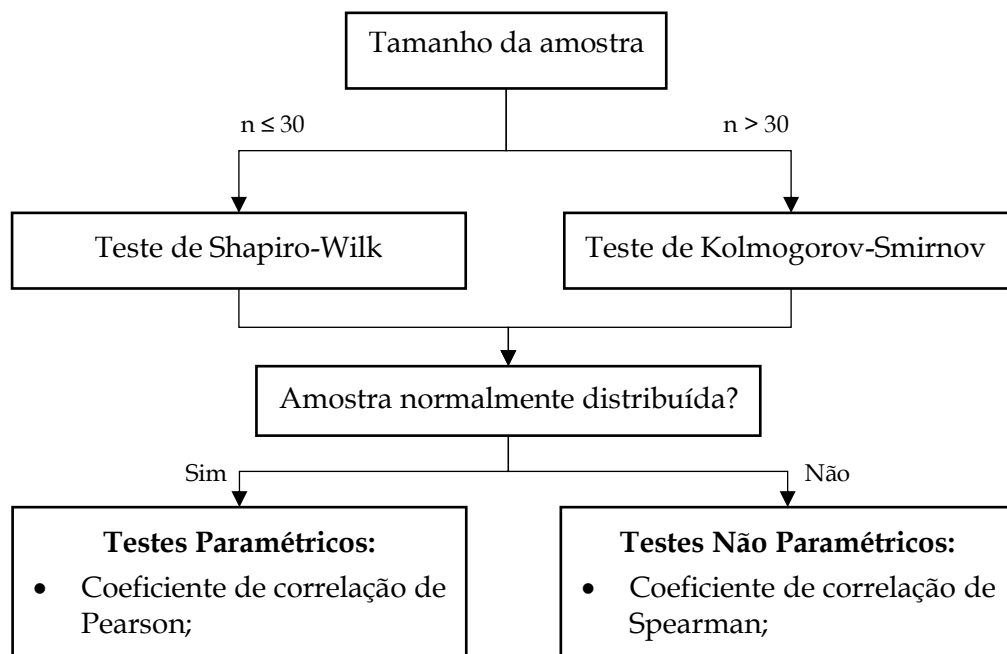 Tamanho da amostra
n ≤ 30
n > 30
Teste de Shapiro-Wilk
Teste de Kolmogorov-Smirnov
Amostra normalmente distribuída?
Sim
Não
Testes Paramétricos:
• Coeficiente de correlação de
Pearson;
Testes Não Paramétricos:
• Coeficiente de correlação de
Spearman;